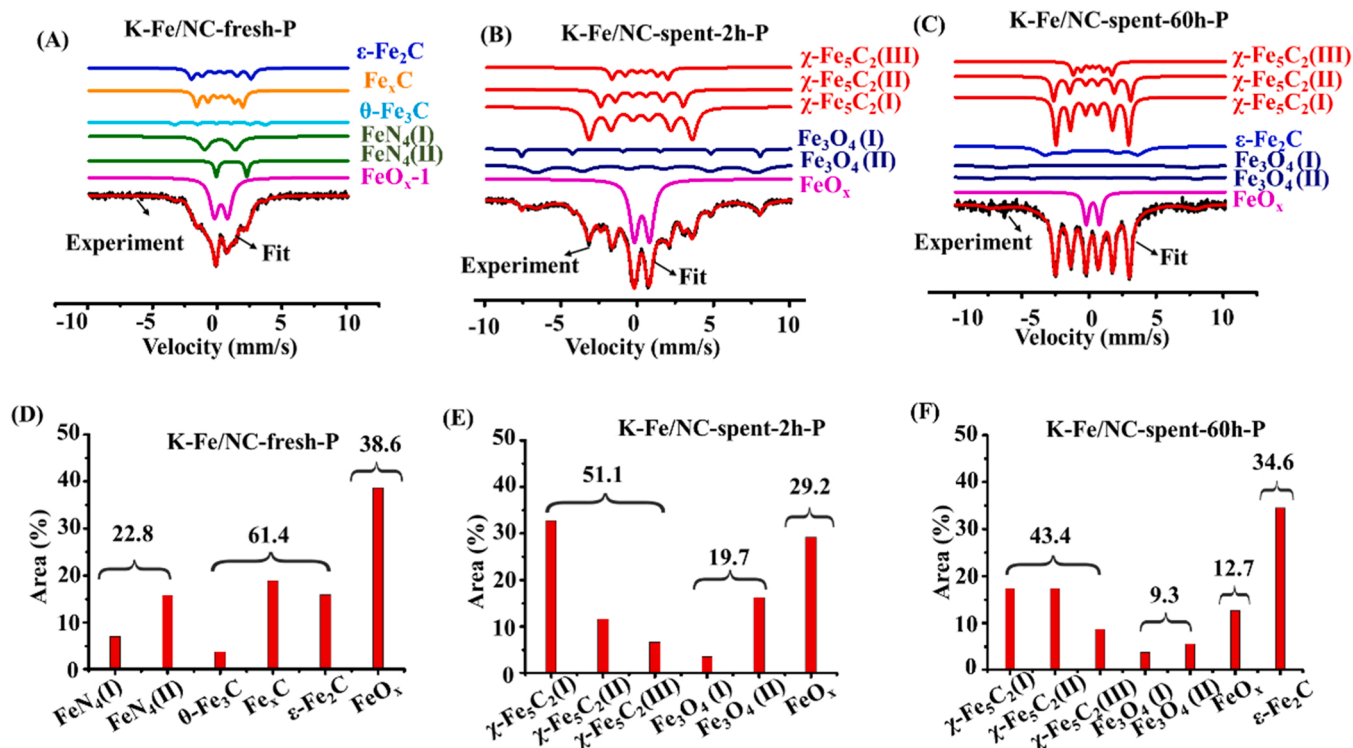 (A)
K-Fe/NC-fresh-P
ε-Fe₂C
FeₓC
θ-Fe₃C
FeN₄(I)
FeN₄(II)
FeOₓ-1
Experiment
Fit
-10 -5 0 5 10
Velocity (mm/s)
(B)
K-Fe/NC-spent-2h-P
χ-Fe₅C₂(III)
χ-Fe₅C₂(II)
χ-Fe₅C₂(I)
Fe₃O₄(I)
Fe₃O₄(II)
FeOₓ
Experiment
Fit
-10 -5 0 5 10
Velocity (mm/s)
(C)
K-Fe/NC-spent-60h-P
χ-Fe₅C₂(III)
χ-Fe₅C₂(II)
χ-Fe₅C₂(I)
ε-Fe₂C
Fe₃O₄(I)
Fe₃O₄(II)
FeOₓ
Experiment
Fit
-10 -5 0 5 10
Velocity (mm/s)
(D)
K-Fe/NC-fresh-P
50
40
30
20
10
0
Area (%)
22.8
61.4
38.6
FeN₄(I)
FeN₄(II)
θ-Fe₃C
FeₓC
ε-Fe₂C
FeOₓ
(E)
K-Fe/NC-spent-2h-P
50
40
30
20
10
0
Area (%)
51.1
19.7
29.2
χ-Fe₅C₂(I)
χ-Fe₅C₂(II)
χ-Fe₅C₂(III)
Fe₃O₄(I)
Fe₃O₄(II)
FeOₓ
(F)
K-Fe/NC-spent-60h-P
50
40
30
20
10
0
Area (%)
43.4
9.3
12.7
34.6
χ-Fe₅C₂(I)
χ-Fe₅C₂(II)
χ-Fe₅C₂(III)
Fe₃O₄(I)
Fe₃O₄(II)
FeOₓ
ε-Fe₂C